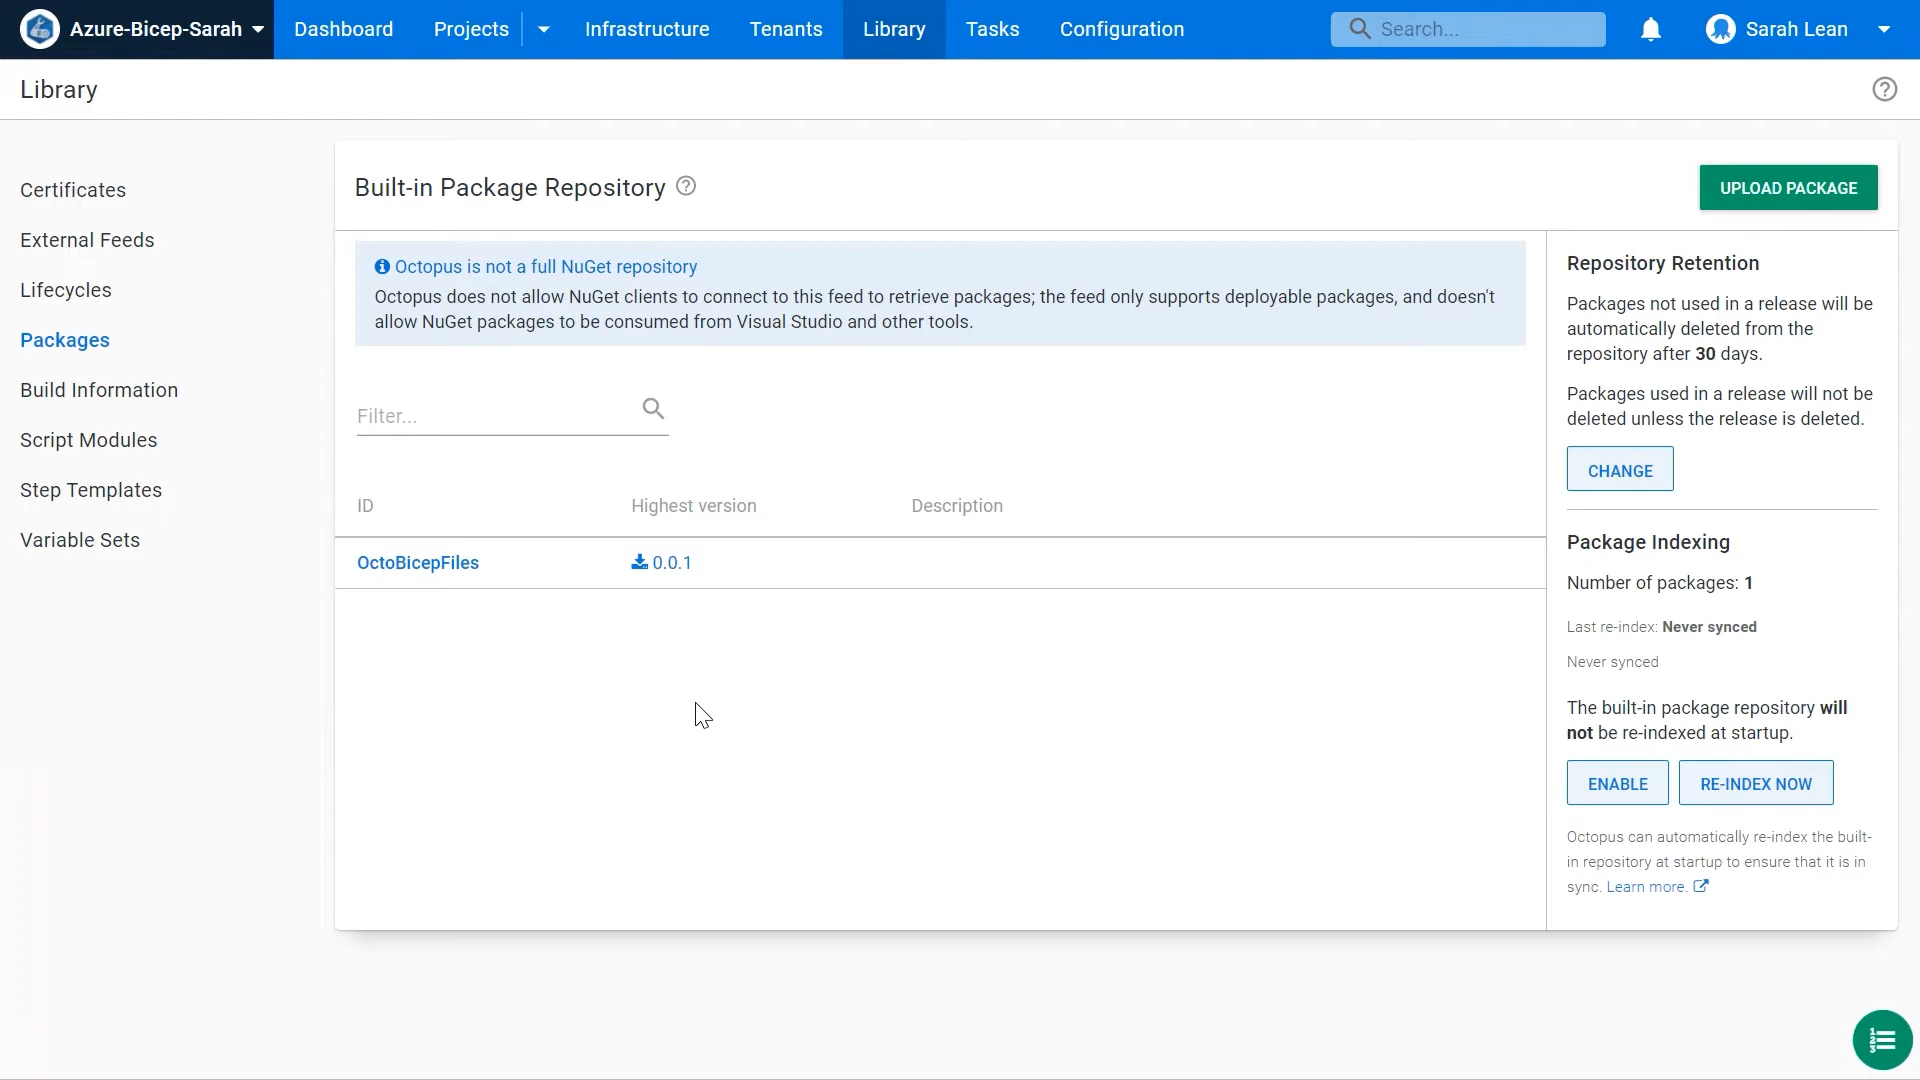 Azure-Bicep-Sarah
Dashboard
Projects
Infrastructure
Tenants
Library
Tasks
Configuration
Search...
Sarah Lean
Library
Certificates
External Feeds
Lifecycles
Packages
Build Information
Script Modules
Step Templates
Variable Sets
Built-in Package Repository
UPLOAD PACKAGE
Octopus is not a full NuGet repository
Octopus does not allow NuGet clients to connect to this feed to retrieve packages; the feed only supports deployable packages, and doesn't
allow NuGet packages to be consumed from Visual Studio and other tools.
Filter...
ID
Highest version
Description
OctoBicepFiles
0.0.1
Repository Retention
Packages not used in a release will be
automatically deleted from the
repository after 30 days.
Packages used in a release will not be
deleted unless the release is deleted.
CHANGE
Package Indexing
Number of packages: 1
Last re-index: Never synced
Never synced
The built-in package repository will
not be re-indexed at startup.
ENABLE
RE-INDEX NOW
Octopus can automatically re-index the built-
in repository at startup to ensure that it is in
sync. Learn more.